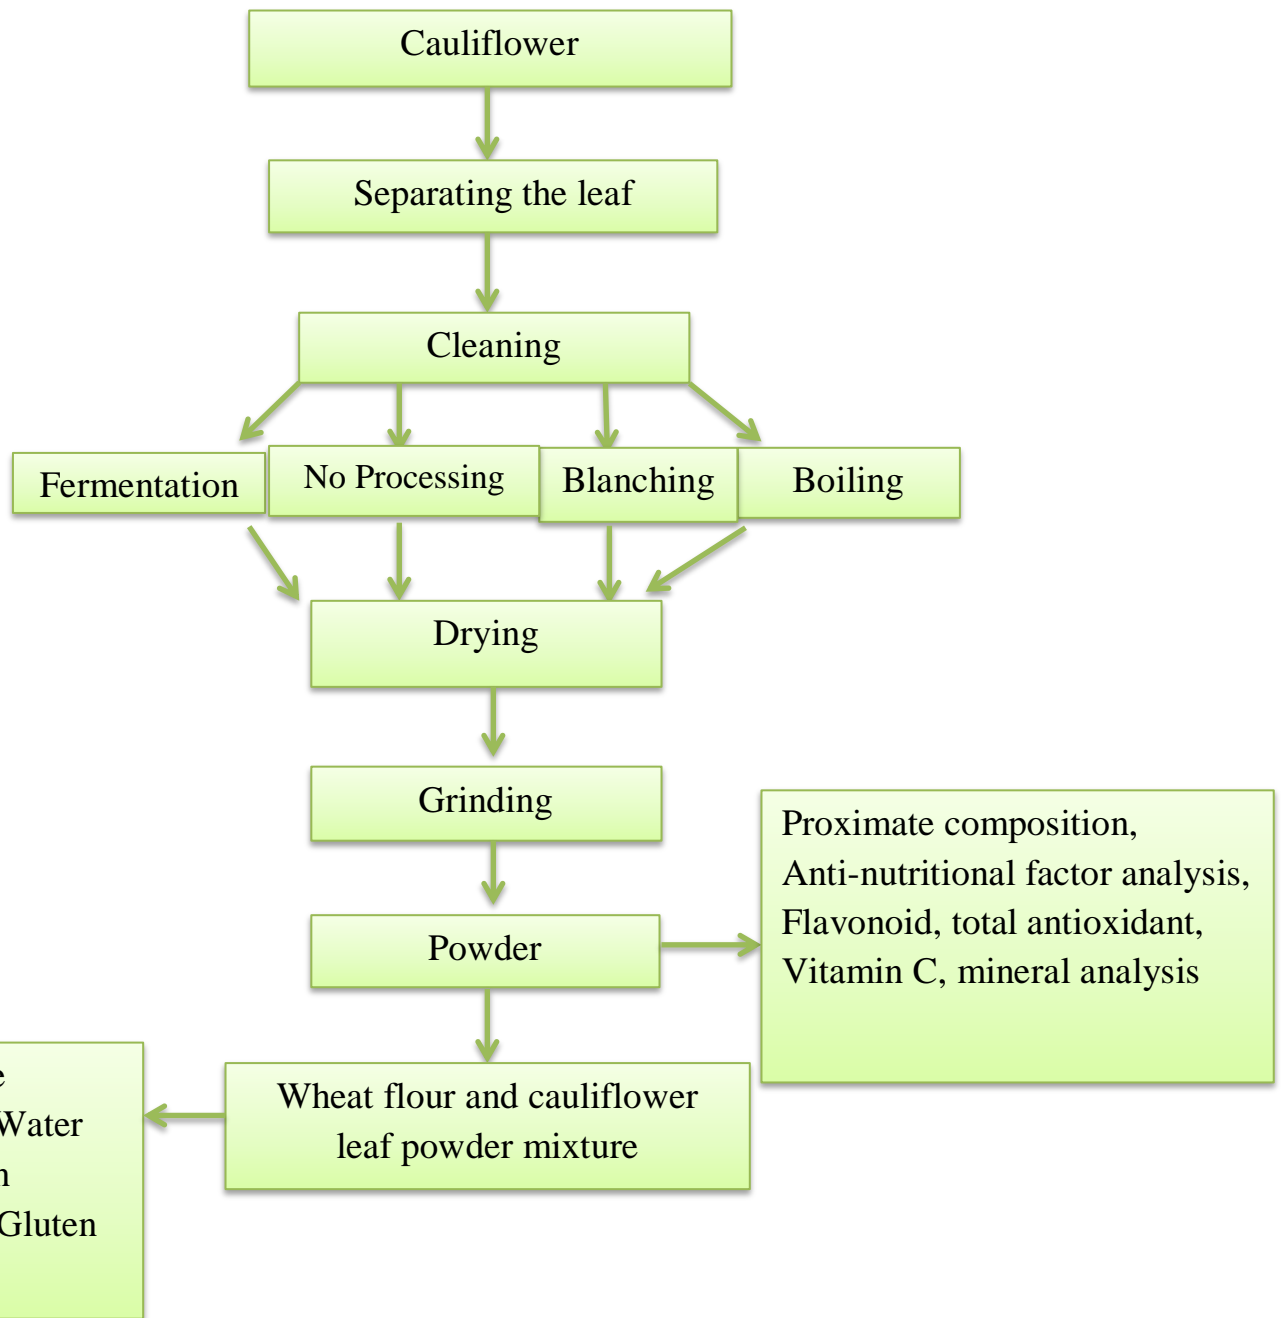 Cauliflower
Separating the leaf
Cleaning
Fermentation
No Processing
Blanching
Boiling
Drying
Grinding
Powder
Proximate composition,
Anti-nutritional factor analysis,
Flavonoid, total antioxidant,
Vitamin C, mineral analysis
Wheat flour and cauliflower
leaf powder mixture
Water
Gluten